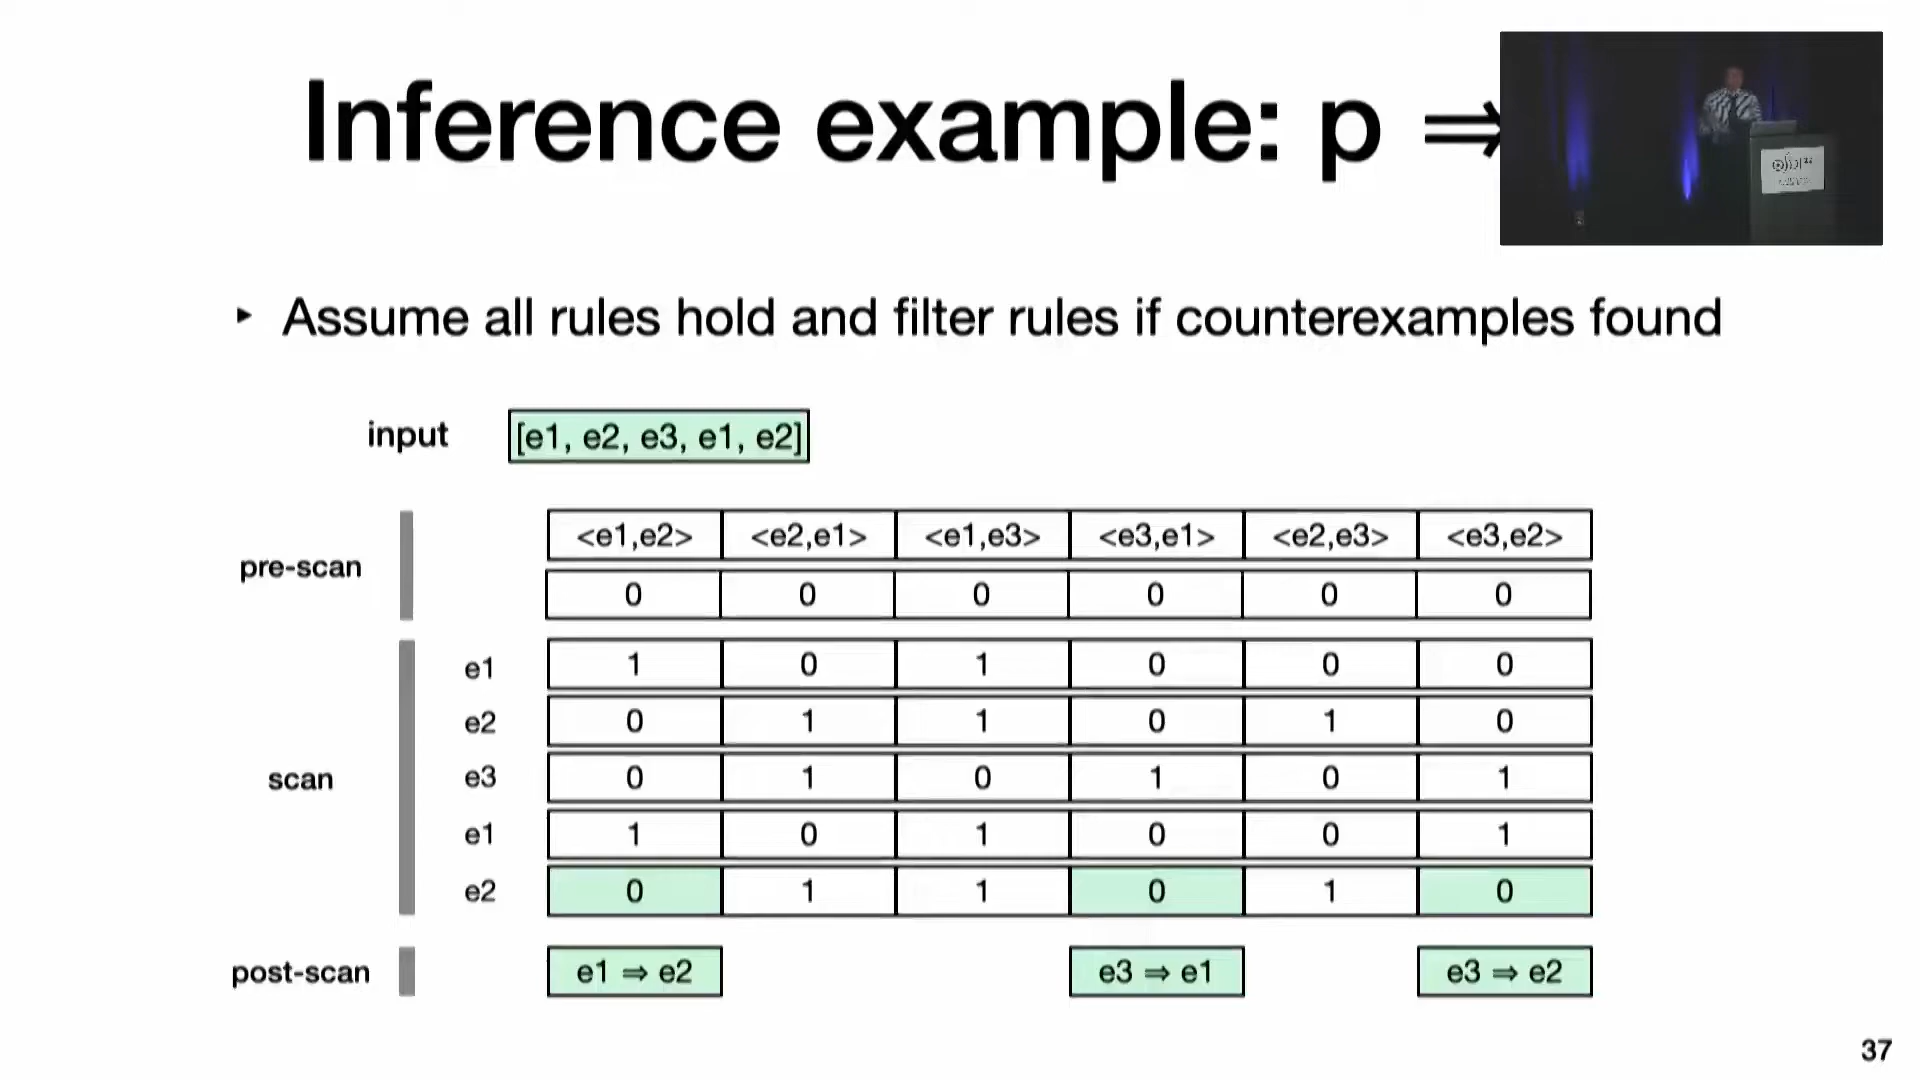 Inference example: p ⇒
▸ Assume all rules hold and filter rules if counterexamples found
input [e1, e2, e3, e1, e2]
<e1,e2> <e2,e1> <e1,e3> <e3,e1> <e2,e3> <e3,e2>
pre-scan
0 0 0 0 0 0
e1 1 0 1 0 0 0
e2 0 1 1 0 1 0
scan
e3 0 1 0 1 0 1
e1 1 0 1 0 0 1
e2 0 1 1 0 1 0
post-scan e1 ⇒ e2 e3 ⇒ e1 e3 ⇒ e2
37